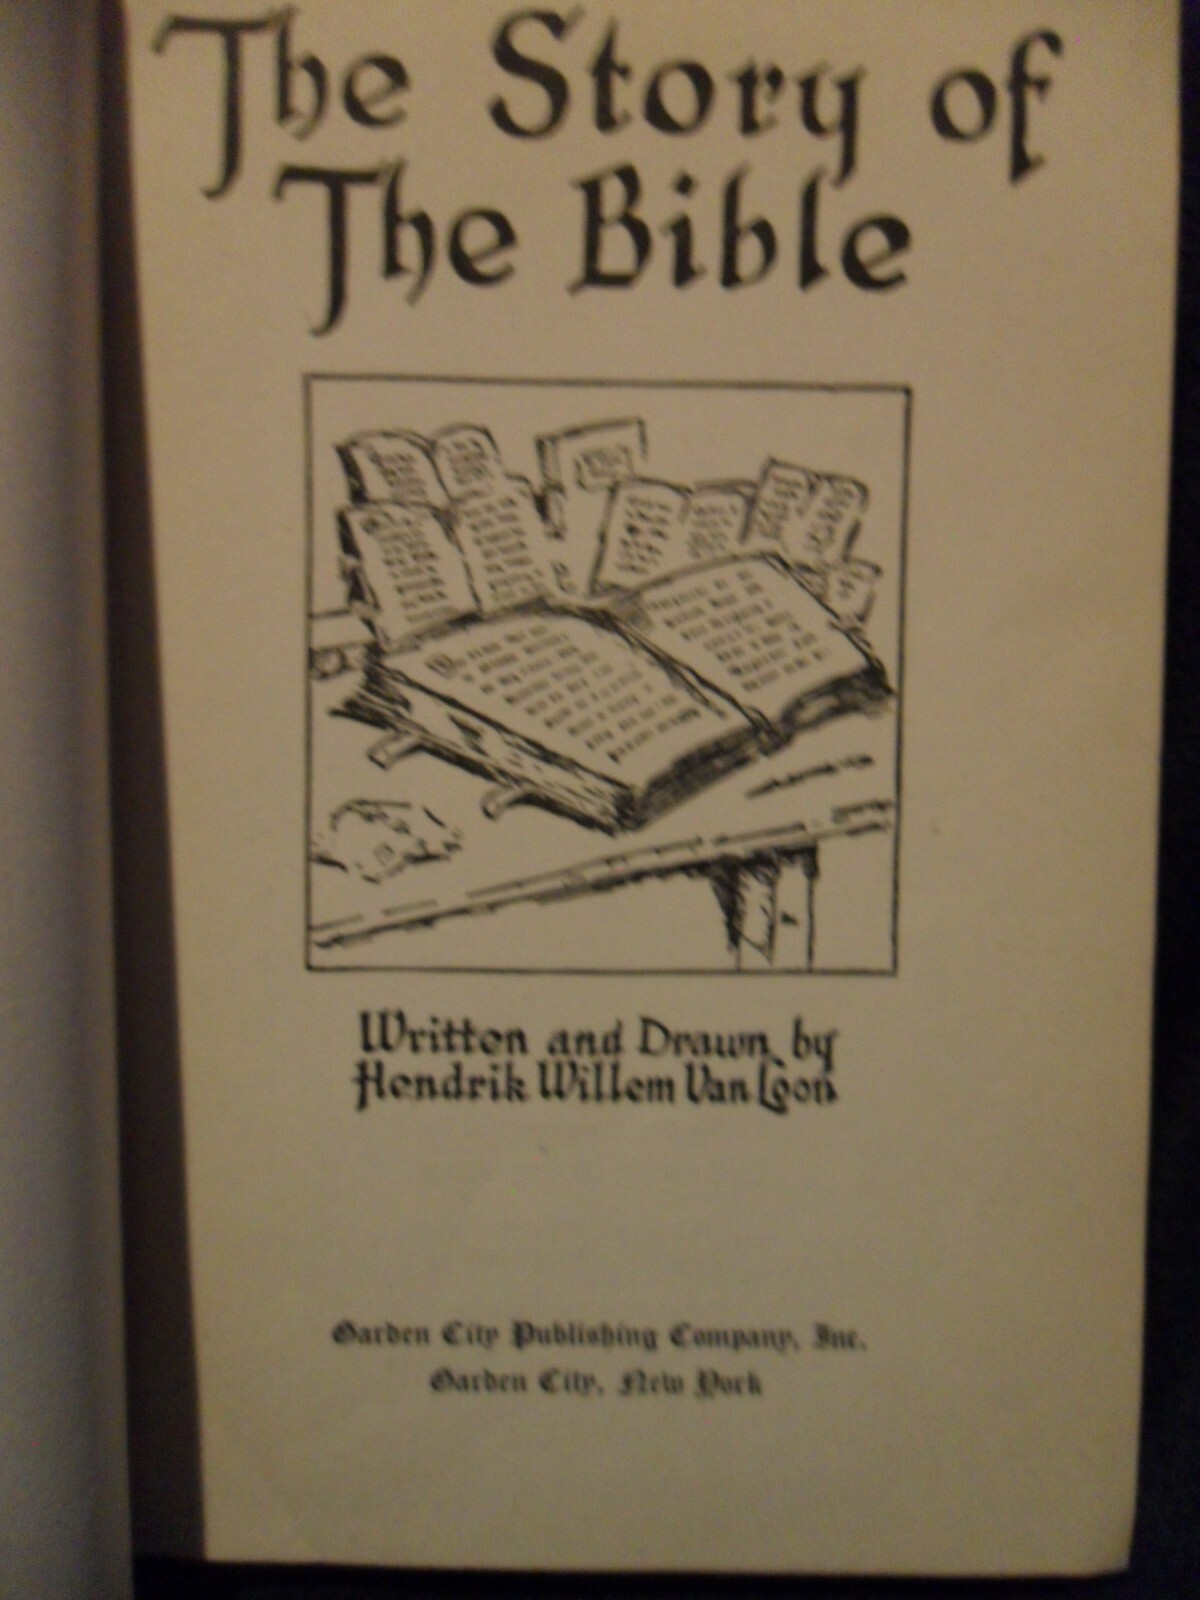 The Story of
The Bible
Written and Drawn by
Hendrik Willem Van Loon
Garden City Publishing Company, Inc.
Garden City, New York